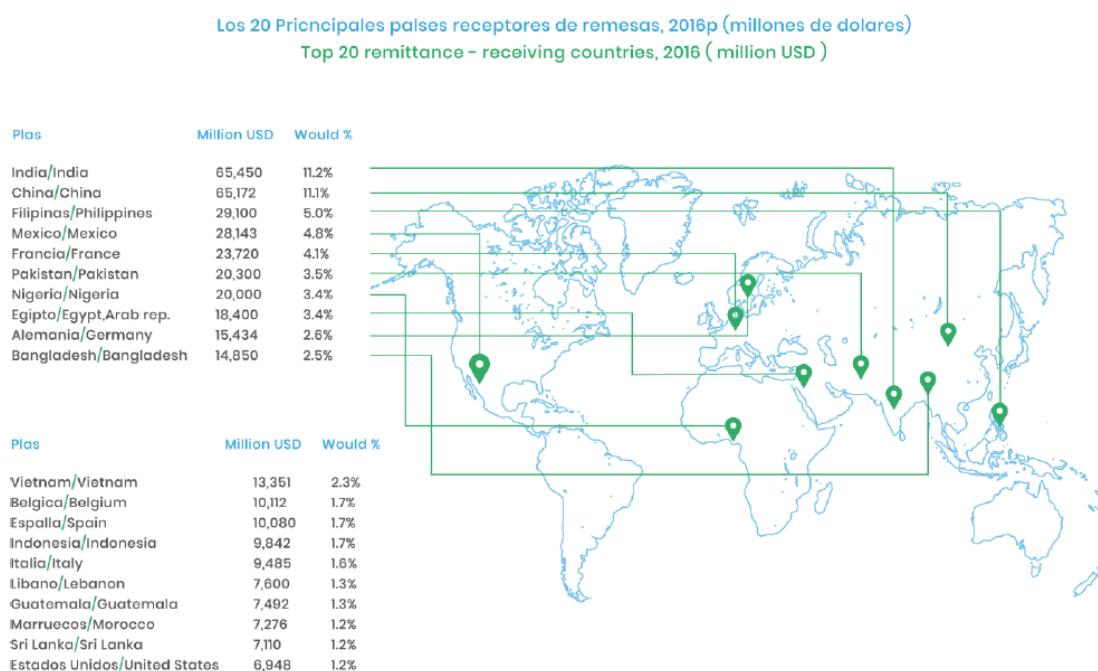 Los 20 Pricncipales palses receptores de remesas, 2016p (millones de dolares)
Top 20 remittance - receiving countries, 2016 ( million USD )
Plas Million USD Would %
India/India 65,450 11.2%
China/China 65,172 11.1%
Filipinas/Philippines 29,100 5.0%
Mexico/Mexico 28,143 4.8%
Francia/France 23,720 4.1%
Pakistan/Pakistan 20,300 3.5%
Nigeria/Nigeria 20,000 3.4%
Egipto/Egypt,Arab rep. 18,400 3.4%
Alemania/Germany 15,434 2.6%
Bangladesh/Bangladesh 14,850 2.5%
Plas Million USD Would %
Vietnam/Vietnam 13,351 2.3%
Belgica/Belgium 10,112 1.7%
Espalla/Spain 10,080 1.7%
Indonesia/Indonesia 9,842 1.7%
Italia/Italy 9,485 1.6%
Libano/Lebanon 7,600 1.3%
Guatemala/Guatemala 7,492 1.3%
Marruecos/Morocco 7,276 1.2%
Sri Lanka/Sri Lanka 7,110 1.2%
Estados Unidos/United States 6,948 1.2%